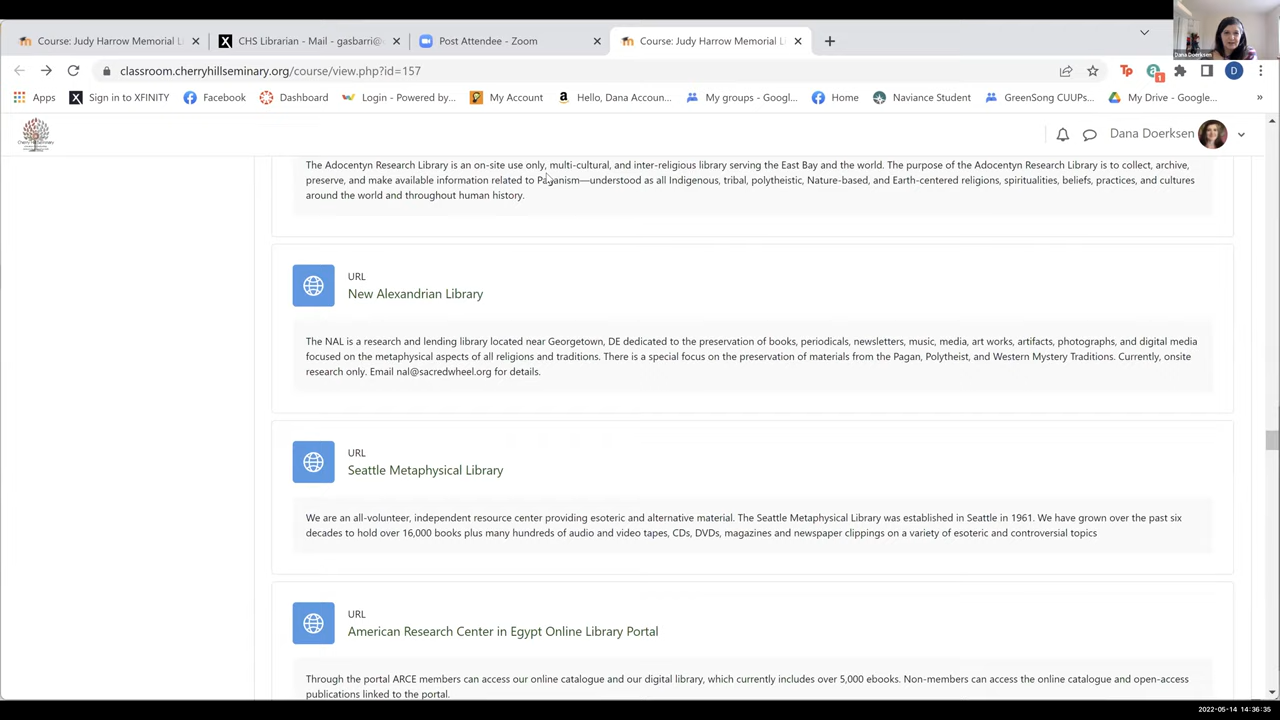 Course: Judy Harrow Memorial L
CHS Librarian - Mail - gasbarri@
Post Attendee - Zoom
Course: Judy Harrow Memorial L
Dana Doerksen
classroom.cherryhillseminary.org/course/view.php?id=157
D
Apps
Sign in to XFINITY
Facebook
Dashboard
Login - Powered by...
My Account
Hello, Dana Accoun...
My groups - Googl...
Home
Naviance Student
GreenSong CUUPs...
My Drive - Google...
»
Dana Doerksen
The Adocentyn Research Library is an on-site use only, multi-cultural, and inter-religious library serving the East Bay and the world. The purpose of the Adocentyn Research Library is to collect, archive,
preserve, and make available information related to Paganism—understood as all Indigenous, tribal, polytheistic, Nature-based, and Earth-centered religions, spiritualities, beliefs, practices, and cultures
around the world and throughout human history.
URL
New Alexandrian Library
The NAL is a research and lending library located near Georgetown, DE dedicated to the preservation of books, periodicals, newsletters, music, media, art works, artifacts, photographs, and digital media
focused on the metaphysical aspects of all religions and traditions. There is a special focus on the preservation of materials from the Pagan, Polytheist, and Western Mystery Traditions. Currently, onsite
research only. Email nal@sacredwheel.org for details.
URL
Seattle Metaphysical Library
We are an all-volunteer, independent resource center providing esoteric and alternative material. The Seattle Metaphysical Library was established in Seattle in 1961. We have grown over the past six
decades to hold over 16,000 books plus many hundreds of audio and video tapes, CDs, DVDs, magazines and newspaper clippings on a variety of esoteric and controversial topics
URL
American Research Center in Egypt Online Library Portal
Through the portal ARCE members can access our online catalogue and our digital library, which currently includes over 5,000 ebooks. Non-members can access the online catalogue and open-access
publications linked to the portal.
2022-05-14 14:36:35